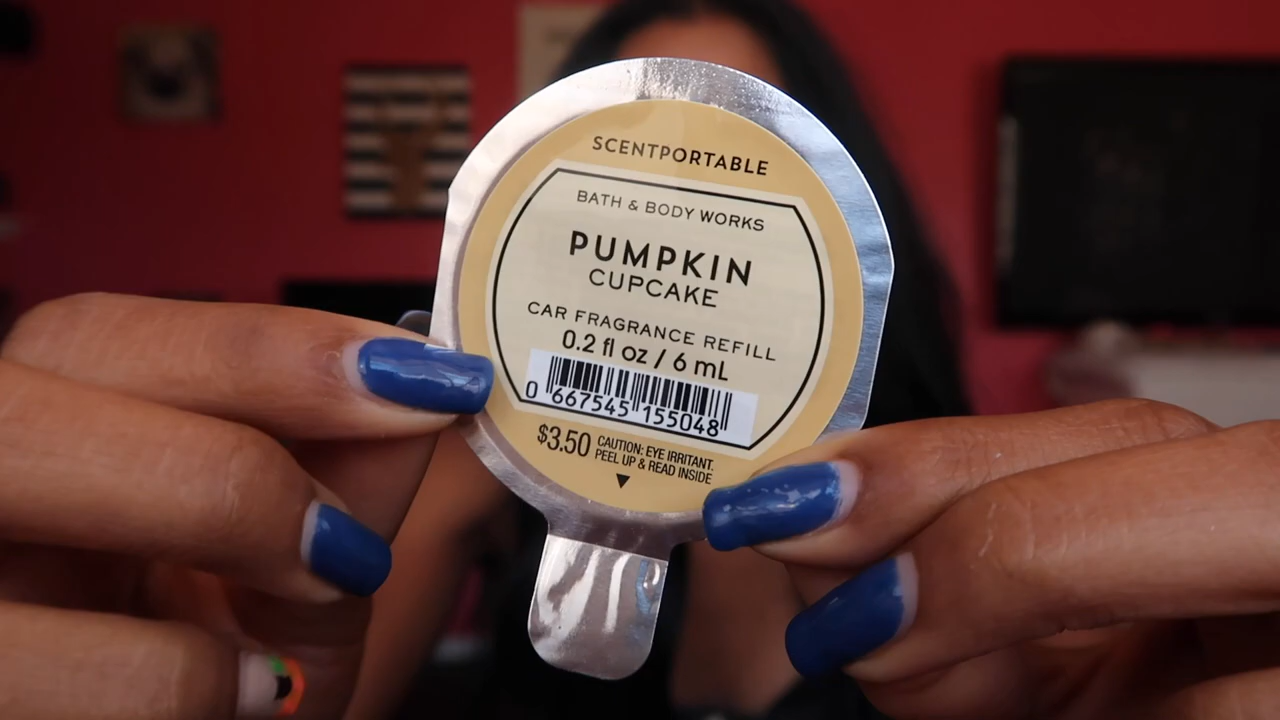 SCENTPORTABLE
BATH & BODY WORKS
PUMPKIN
CUPCAKE
CAR FRAGRANCE REFILL
0.2 fl oz / 6 mL
0 667545 155048
$3.50 CAUTION: EYE IRRITANT.
PEEL UP & READ INSIDE